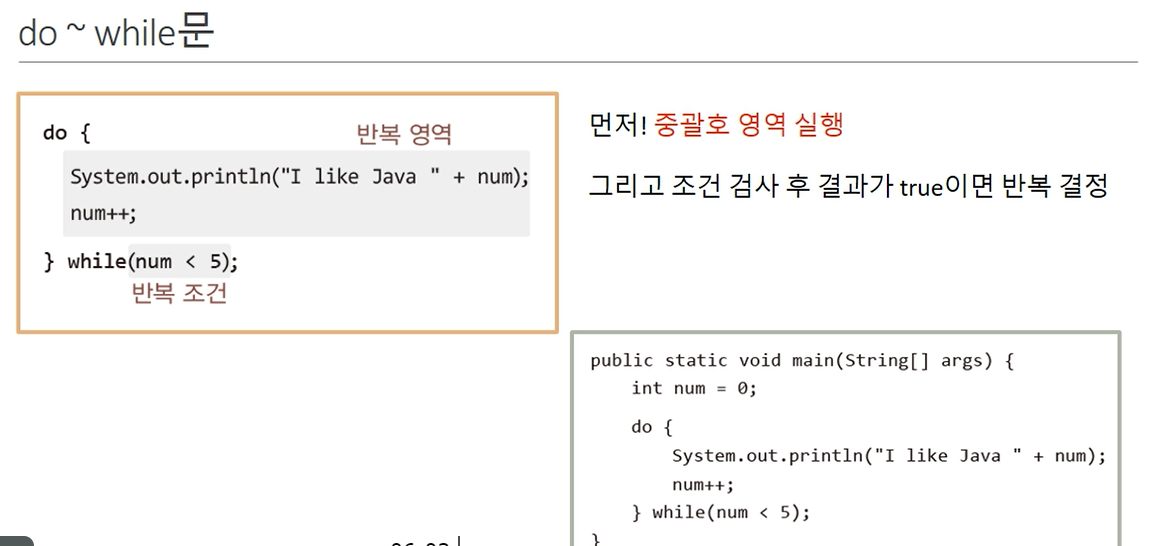 do ~ while문
do {
반복 영역
System.out.println("I like Java " + num);
num++;
} while(num < 5);
반복 조건
먼저! 중괄호 영역 실행
그리고 조건 검사 후 결과가 true이면 반복 결정
public static void main(String[] args) {
int num = 0;
do {
System.out.println("I like Java " + num);
num++;
} while(num < 5);
}